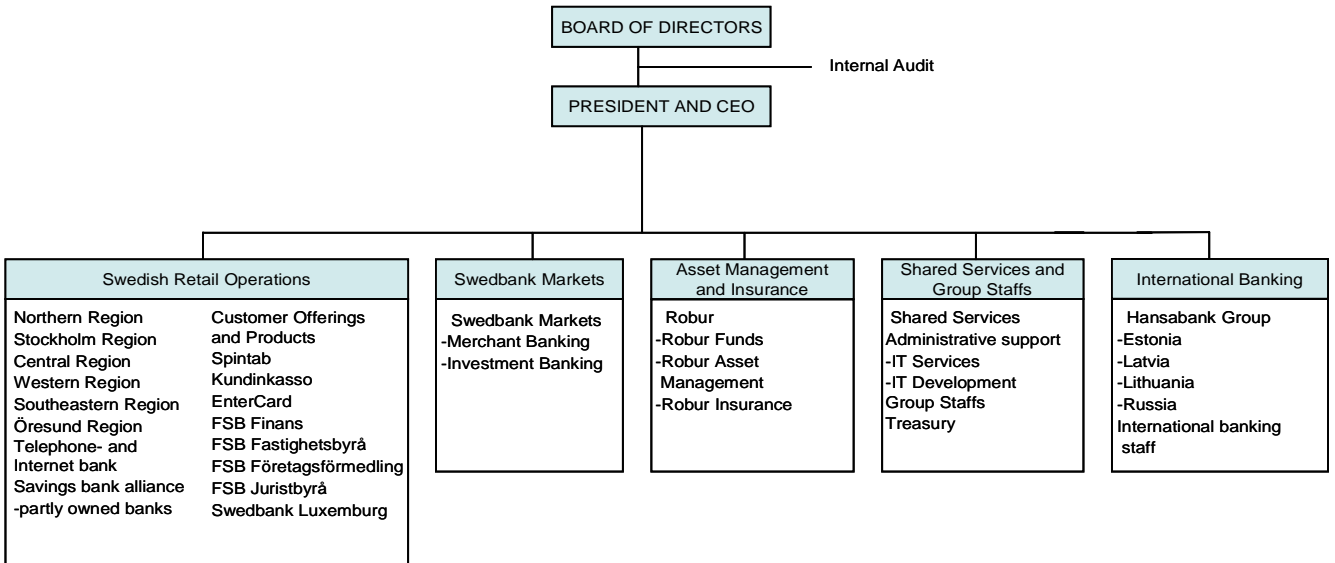 BOARD OF DIRECTORS
Internal Audit
PRESIDENT AND CEO
Swedish Retail Operations
Northern Region
Stockholm Region
Central Region
Western Region
Southeastern Region
Öresund Region
Telephone- and
Internet bank
Savings bank alliance
-partly owned banks
Customer Offerings
and Products
Spintab
Kundinkasso
EnterCard
FSB Finans
FSB Fastighetsbyrå
FSB Företagsförmedling
FSB Juristbyrå
Swedbank Luxemburg
Swedbank Markets
Swedbank Markets
-Merchant Banking
-Investment Banking
Asset Management
and Insurance
Robur
-Robur Funds
-Robur Asset
Management
-Robur Insurance
Shared Services and
Group Staffs
Shared Services
Administrative support
-IT Services
-IT Development
Group Staffs
Treasury
International Banking
Hansabank Group
-Estonia
-Latvia
-Lithuania
-Russia
International banking
staff